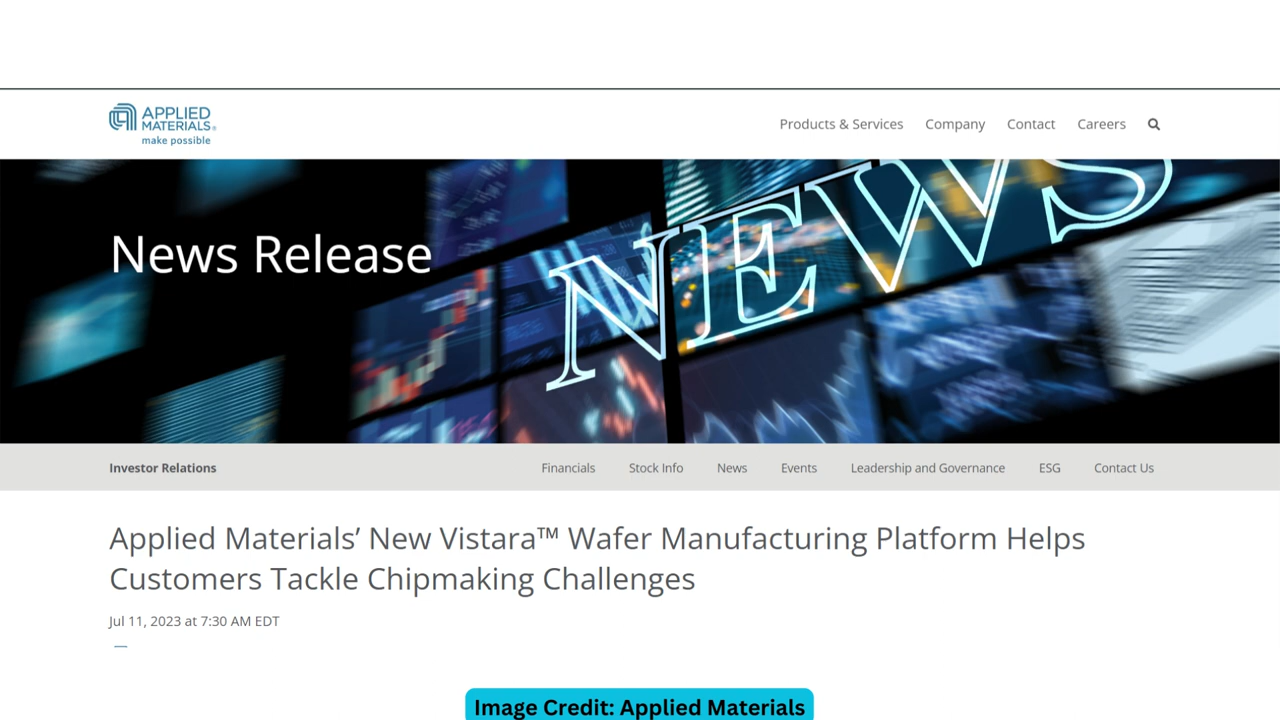 APPLIED
MATERIALS®
make possible
Products & Services Company Contact Careers
News Release
NEWS
Investor Relations Financials Stock Info News Events Leadership and Governance ESG Contact Us
Applied Materials’ New Vistara™ Wafer Manufacturing Platform Helps
Customers Tackle Chipmaking Challenges
Jul 11, 2023 at 7:30 AM EDT
Image Credit: Applied Materials